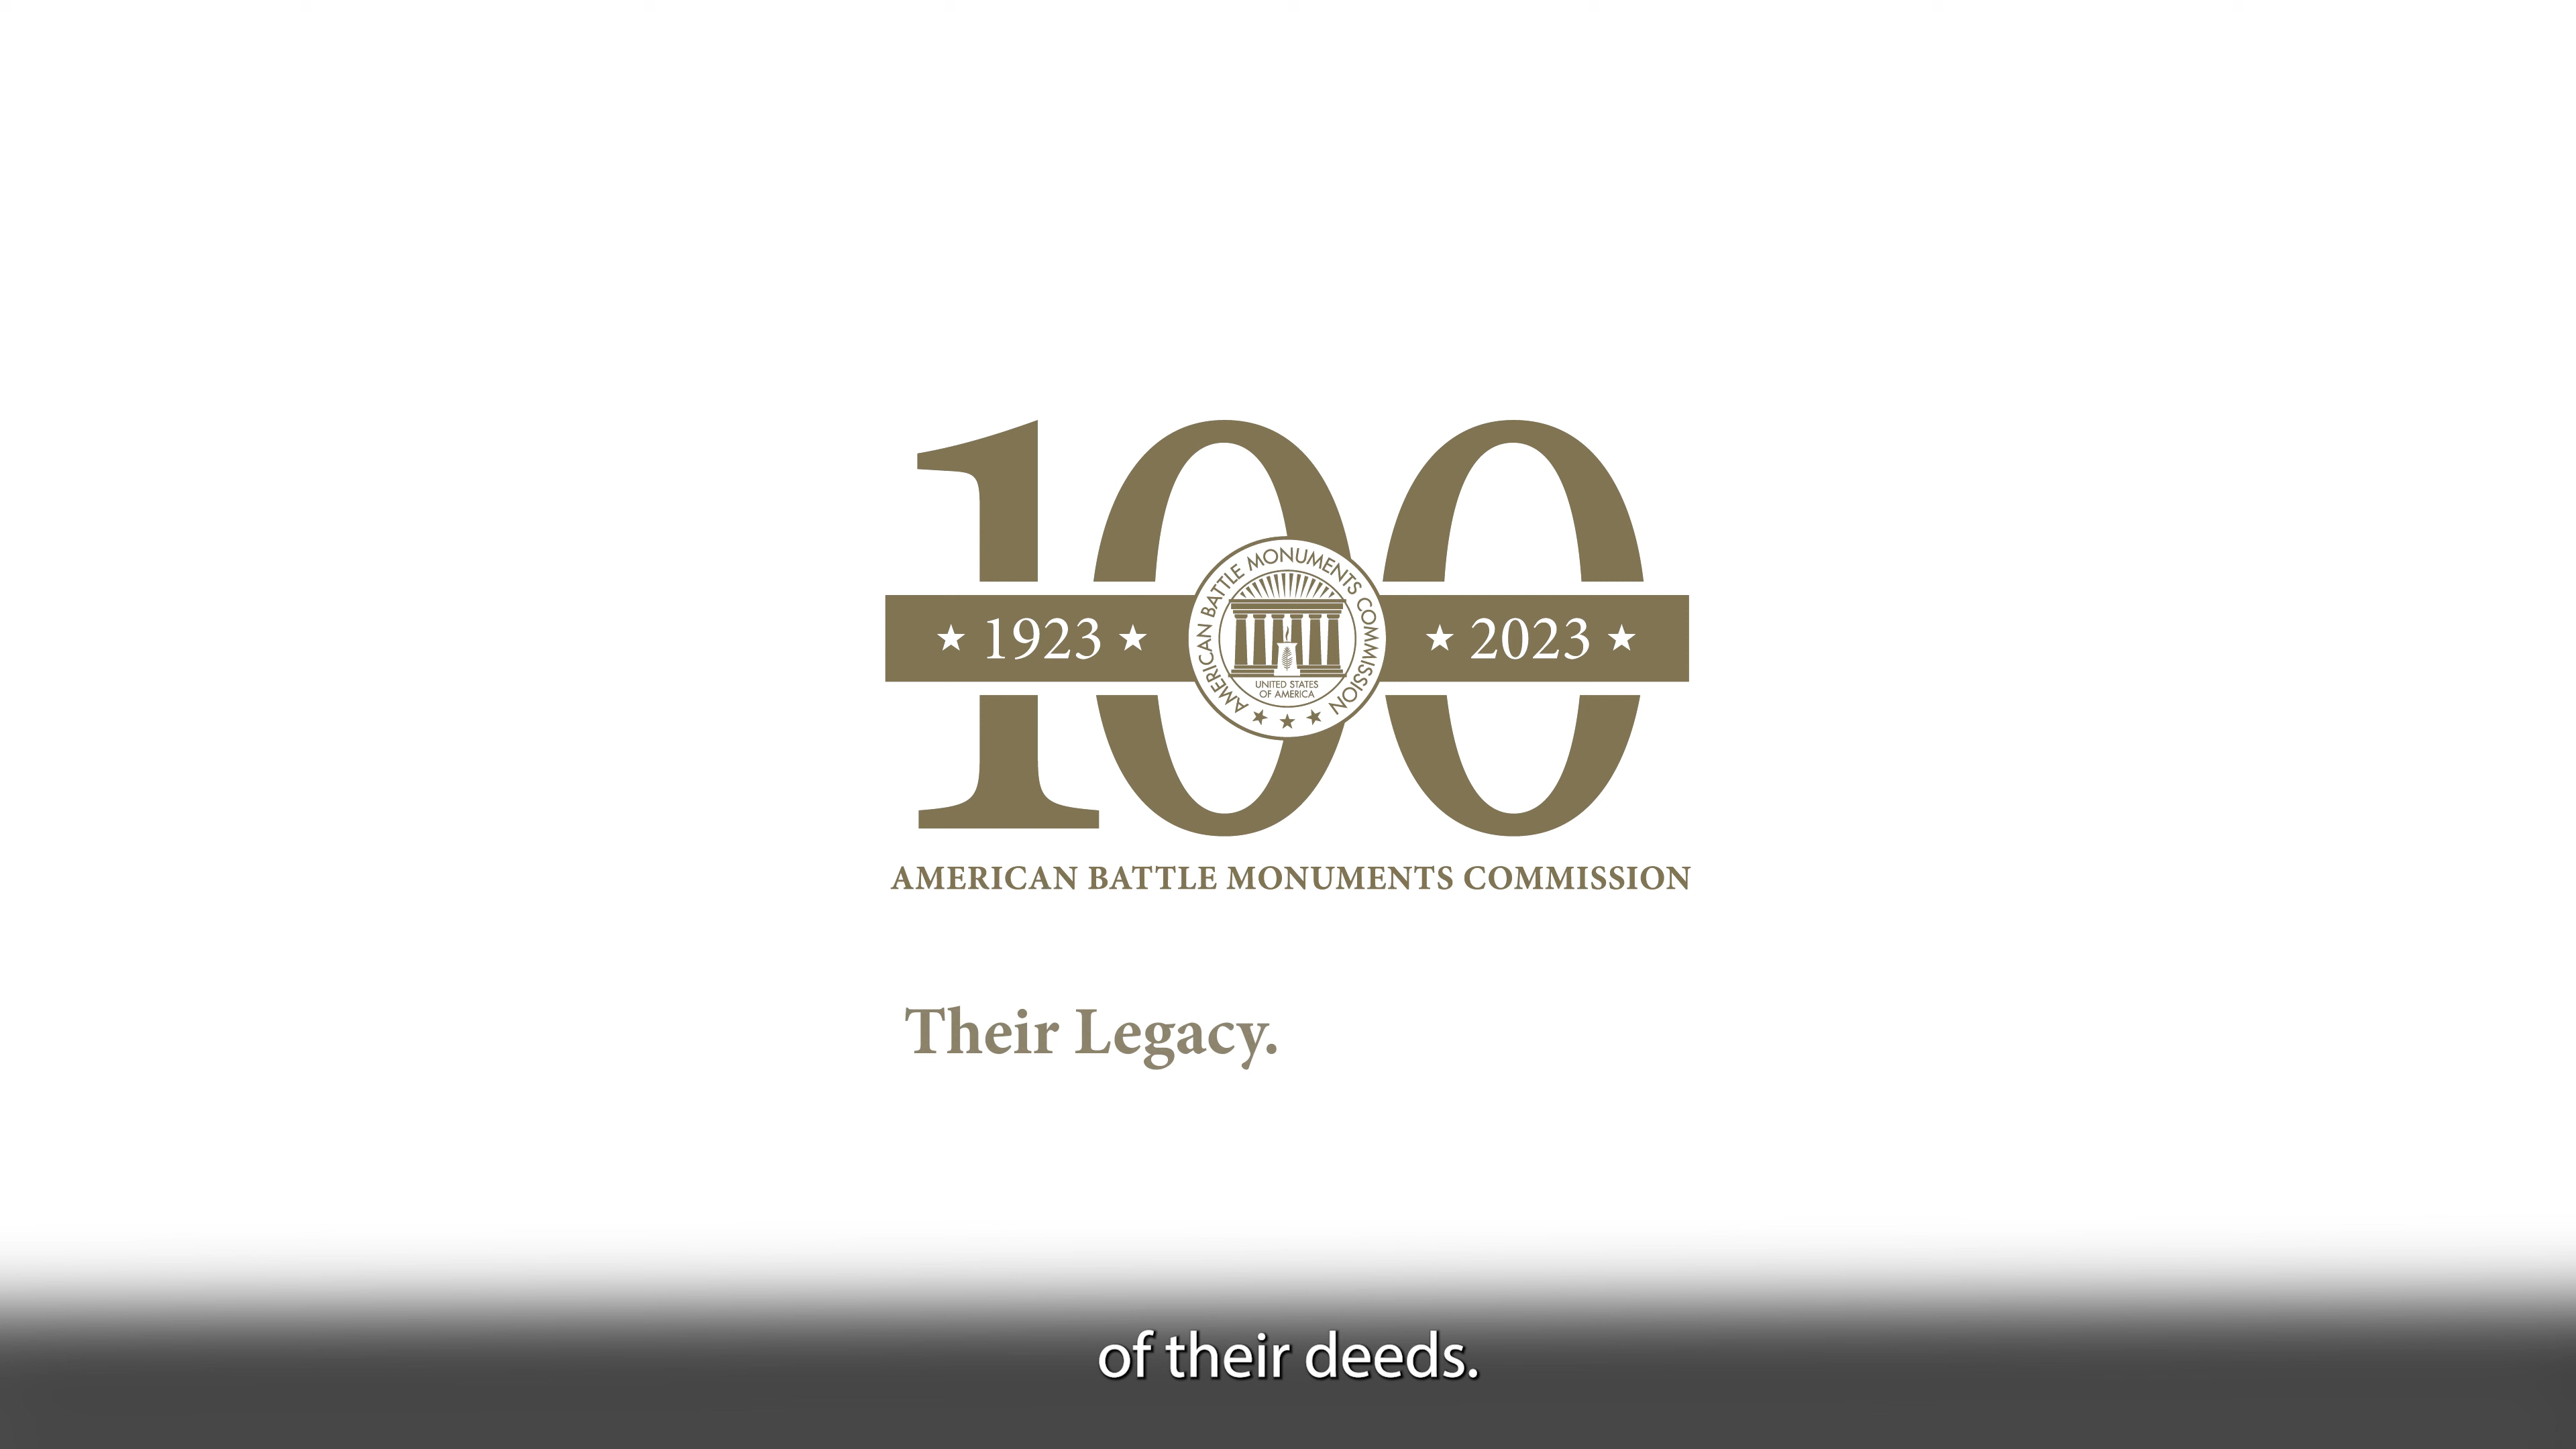 100
★ 1923 ★
AMERICAN BATTLE MONUMENTS COMMISSION
UNITED STATES
OF AMERICA
★ 2023 ★
AMERICAN BATTLE MONUMENTS COMMISSION
Their Legacy.
of their deeds.